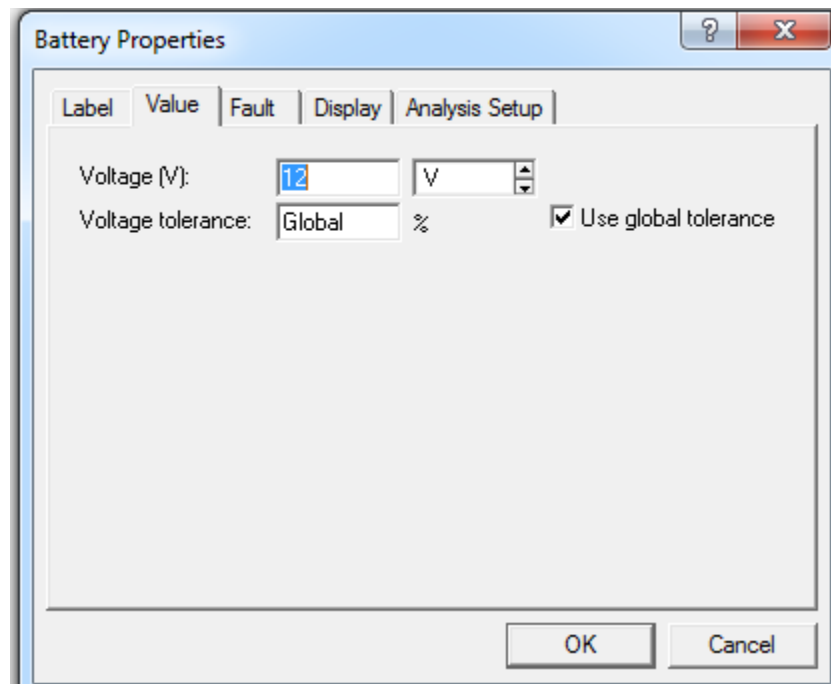 Battery Properties
?
x
Label Value Fault Display Analysis Setup
Voltage (V): 12 V
Voltage tolerance: Global % Use global tolerance
OK Cancel